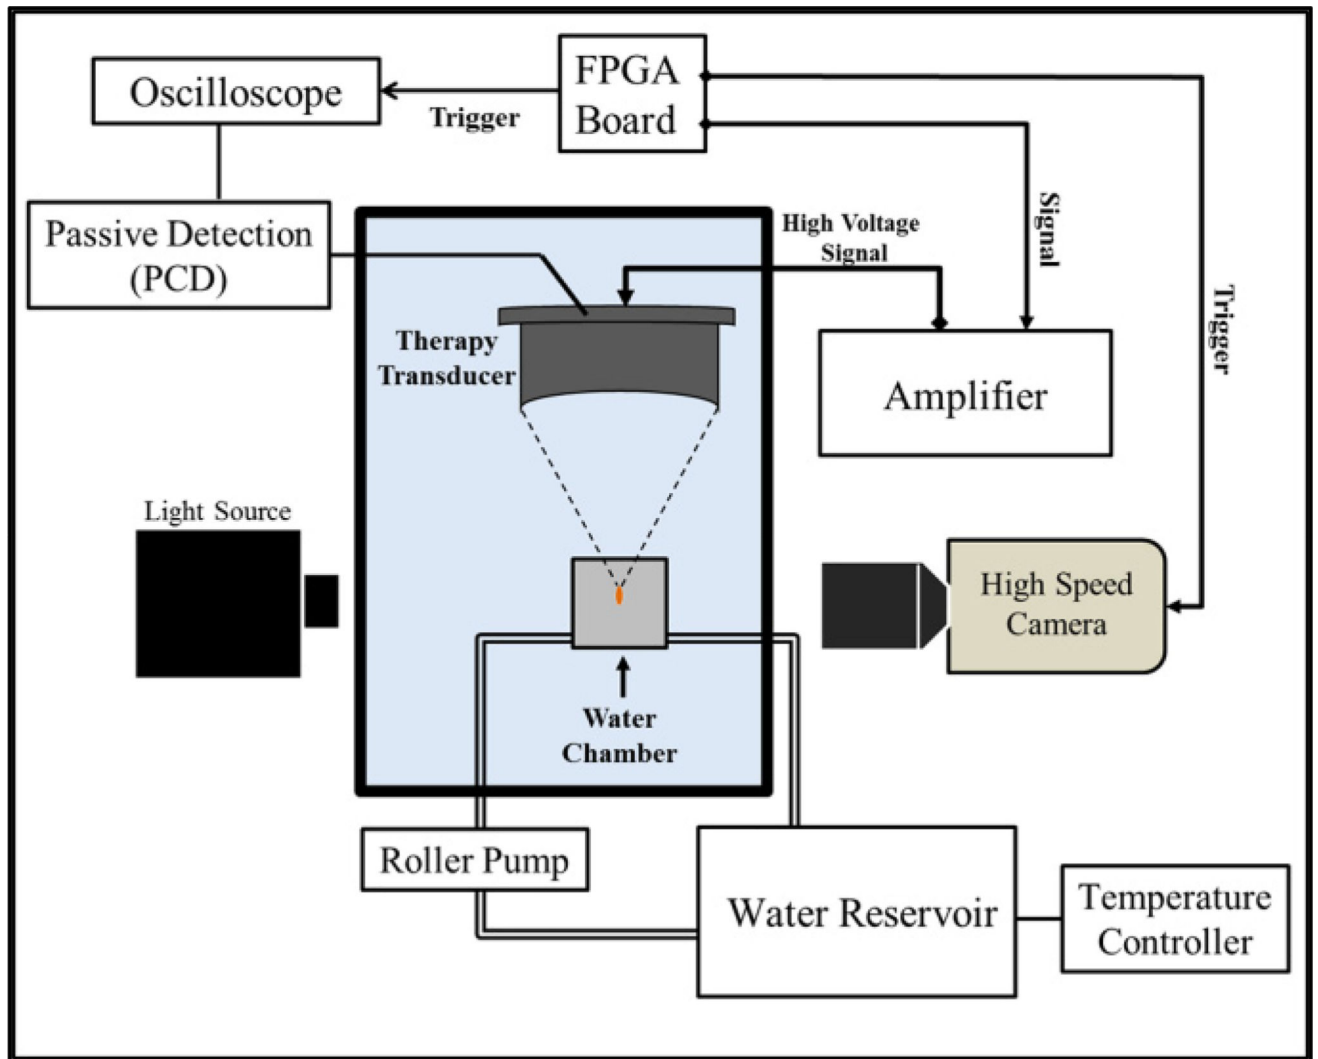 FPGA
Board
Oscilloscope
Trigger
Signal
Trigger
Passive Detection
(PCD)
High Voltage
Signal
Therapy
Transducer
Amplifier
Light Source
High Speed
Camera
Water
Chamber
Roller Pump
Water Reservoir
Temperature
Controller